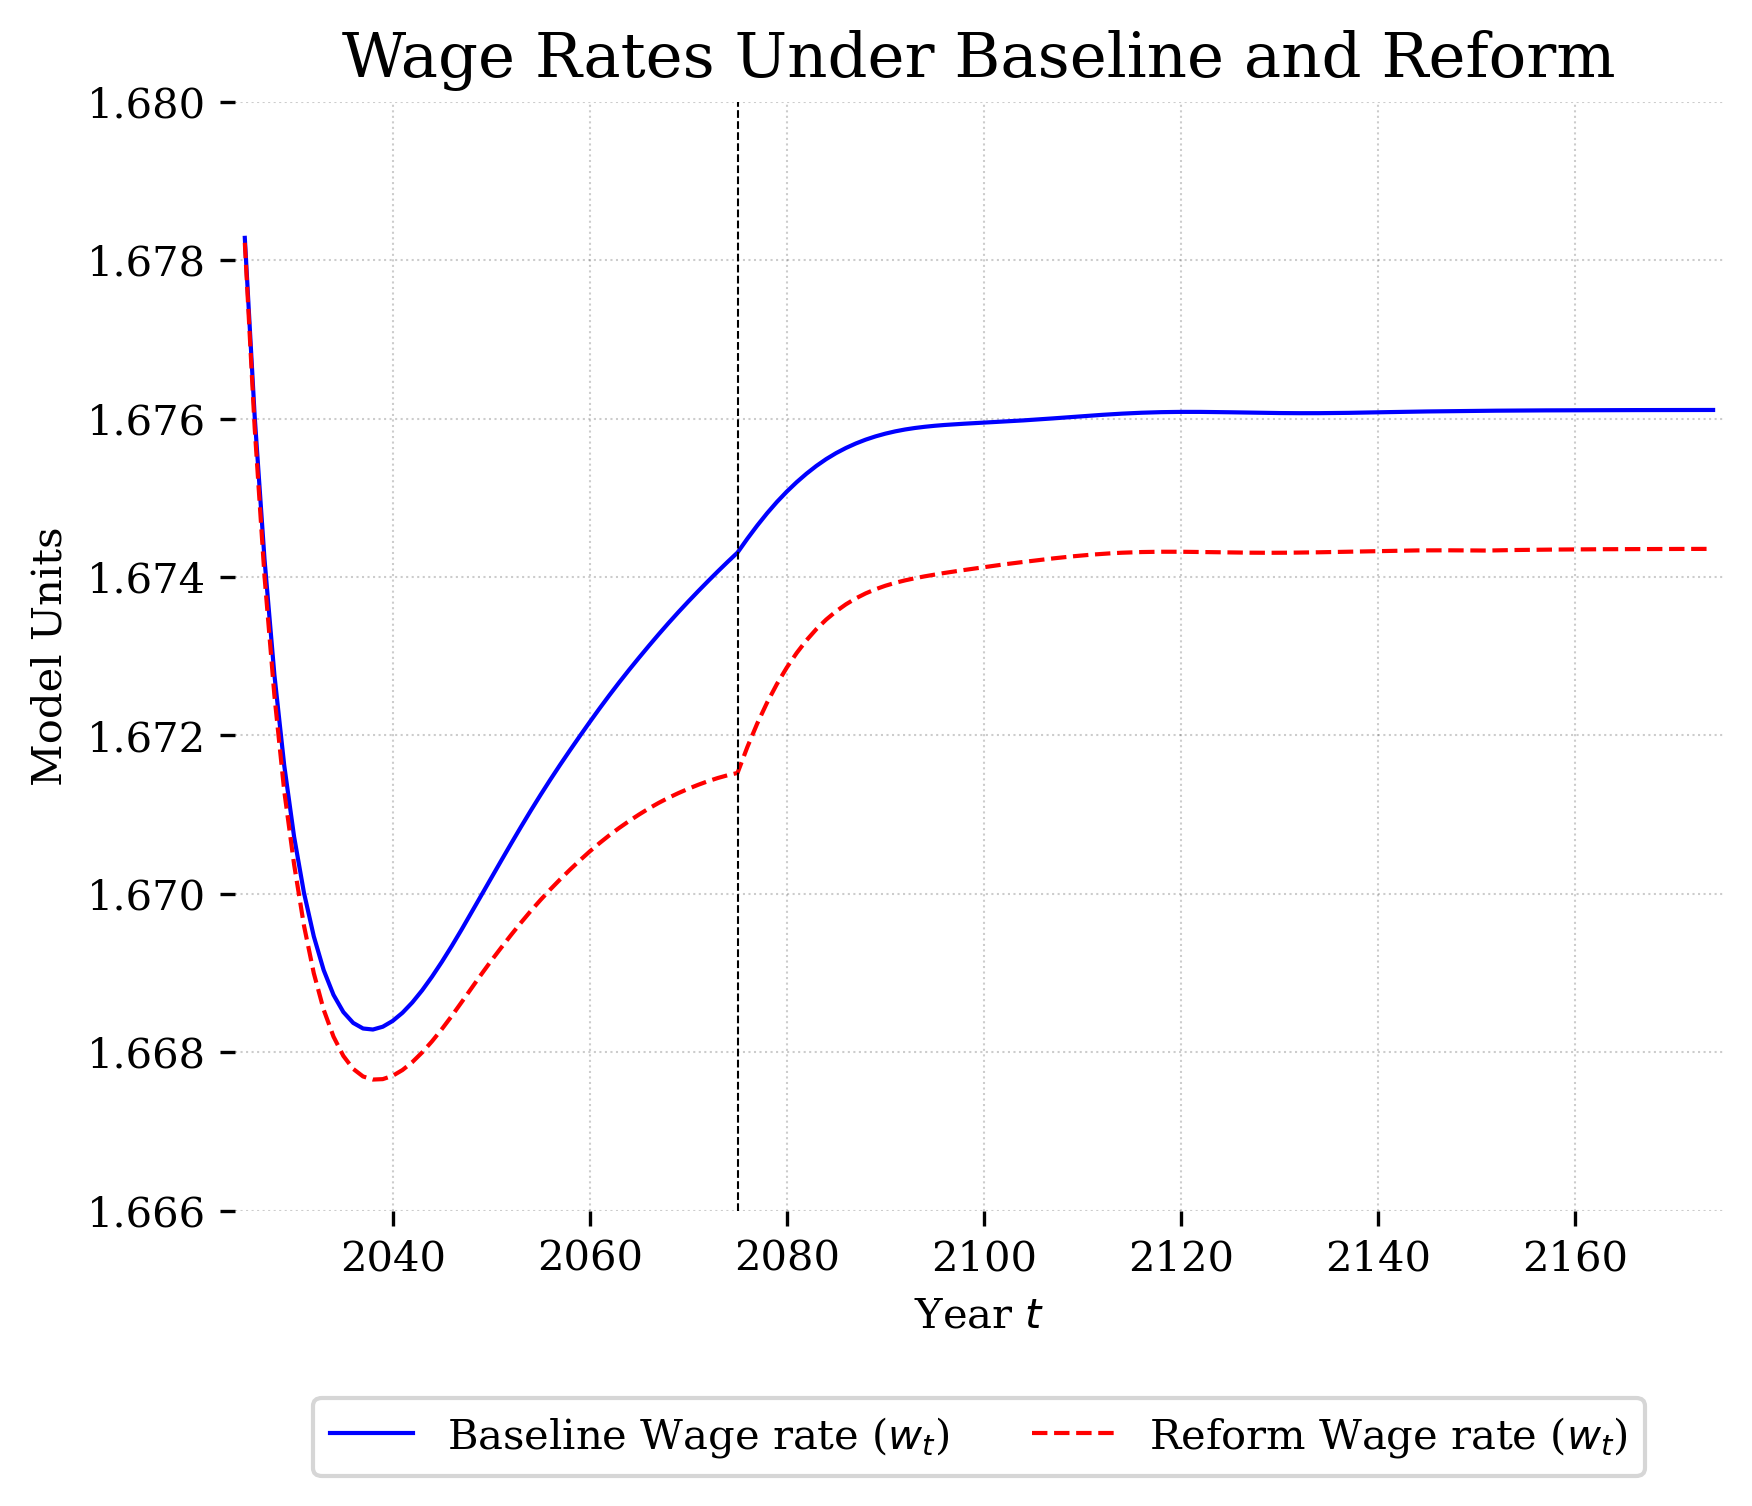 Wage Rates Under Baseline and Reform
1.680
1.678
1.676
1.674
1.672
1.670
1.668
1.666
Model Units
2040 2060 2080 2100 2120 2140 2160
Year t
Baseline Wage rate (wₜ) Reform Wage rate (wₜ)